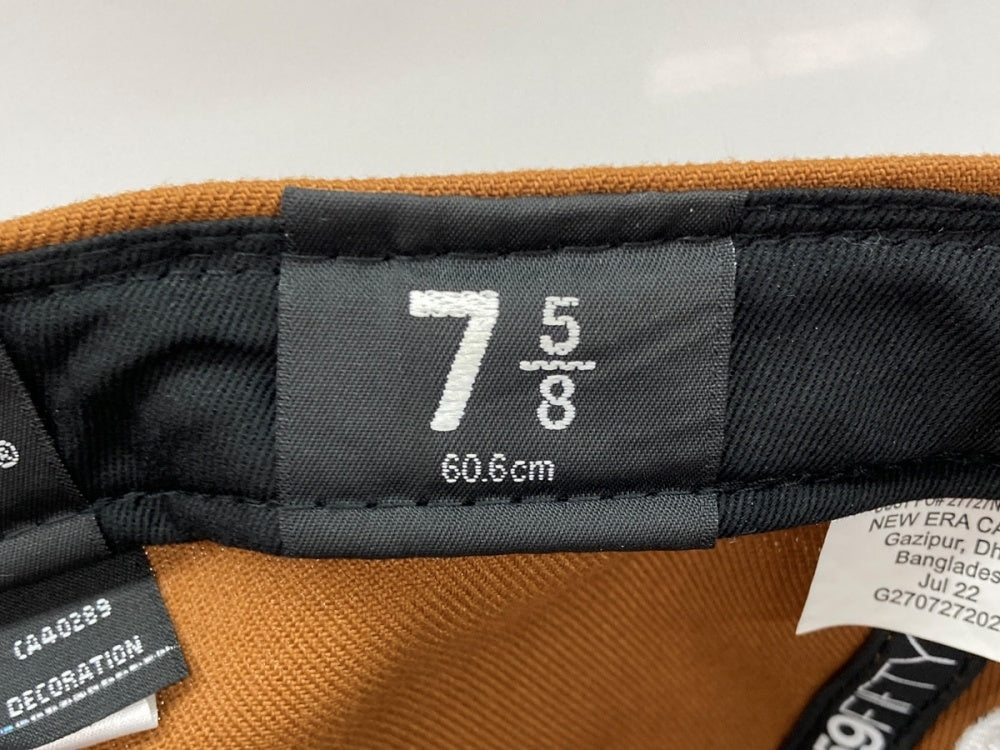 7 5/8
60.6cm
®
CA40289
DECORATION
NEW ERA CA
Gazipur, Dh
Banglades
Jul 22
G270727202
59FIFTY